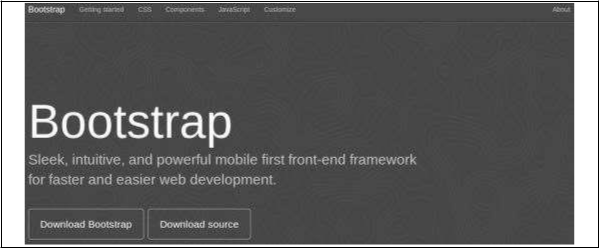 Bootstrap Getting started CSS Components JavaScript Customize About
Bootstrap
Sleek, intuitive, and powerful mobile first front-end framework
for faster and easier web development.
Download Bootstrap Download source